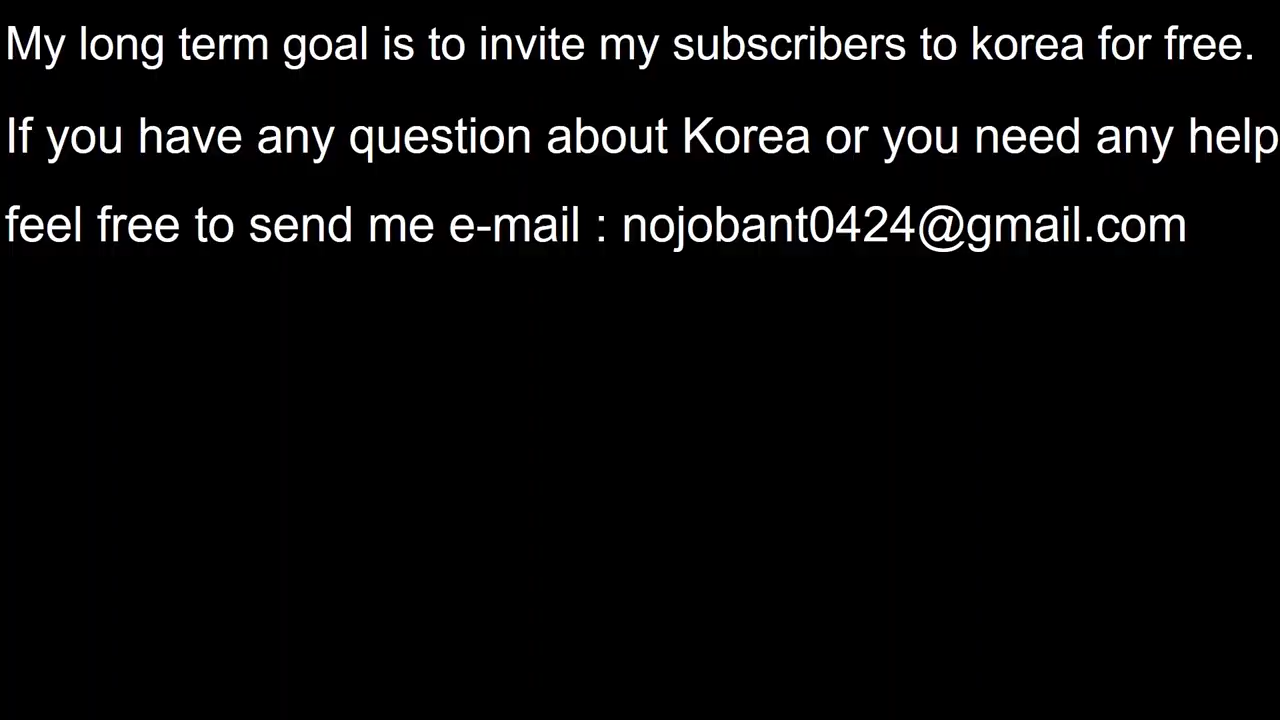 My long term goal is to invite my subscribers to korea for free.
If you have any question about Korea or you need any help
feel free to send me e-mail : nojobant0424@gmail.com